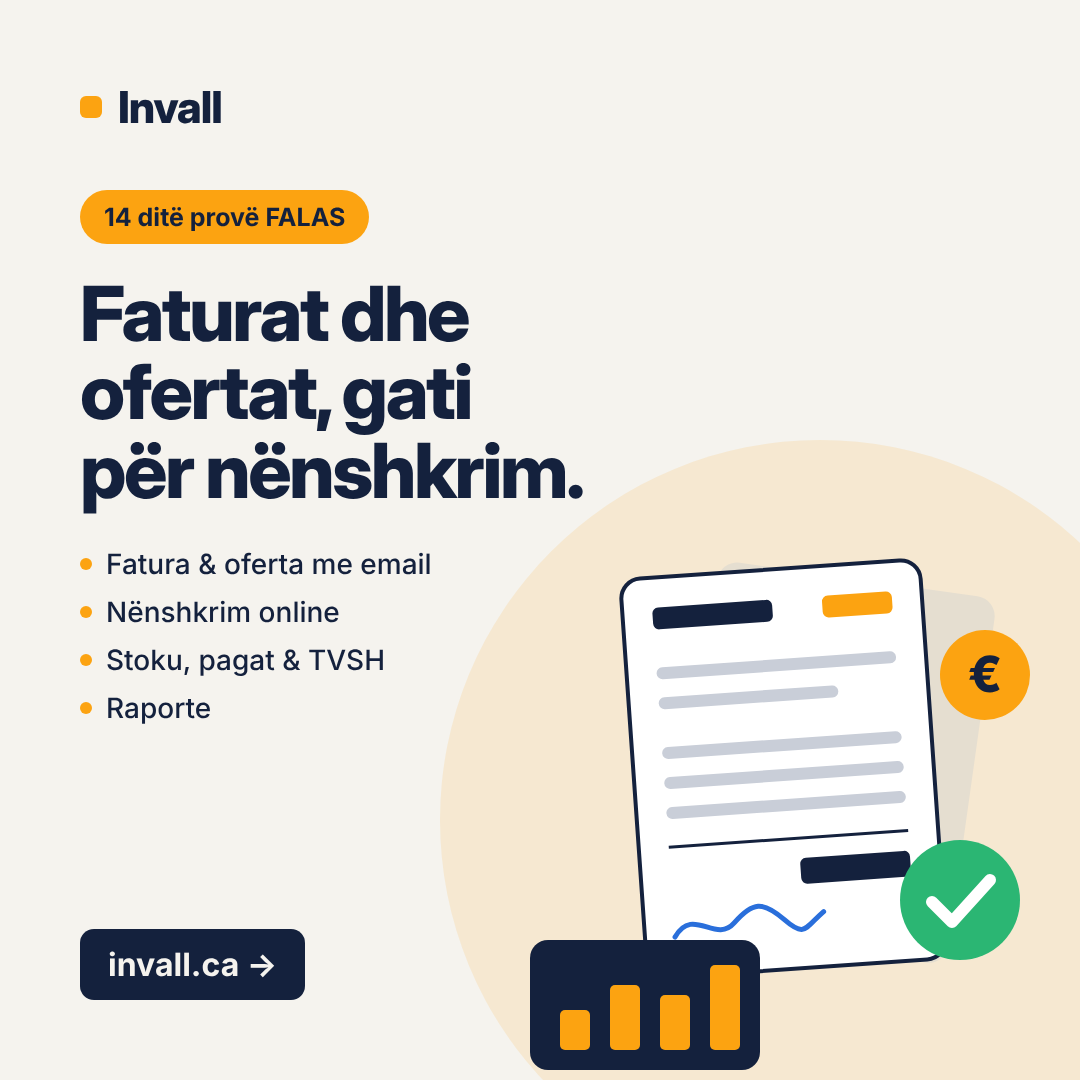 Invall
14 ditë provë FALAS
Faturat dhe
ofertat, gati
për nënshkrim.
Fatura & oferta me email
Nënshkrim online
Stoku, pagat & TVSH
Raporte
€
invall.ca →